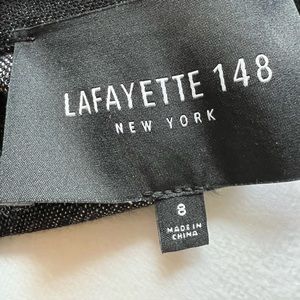 LAFAYETTE 148
NEW YORK
8
MADE IN
CHINA